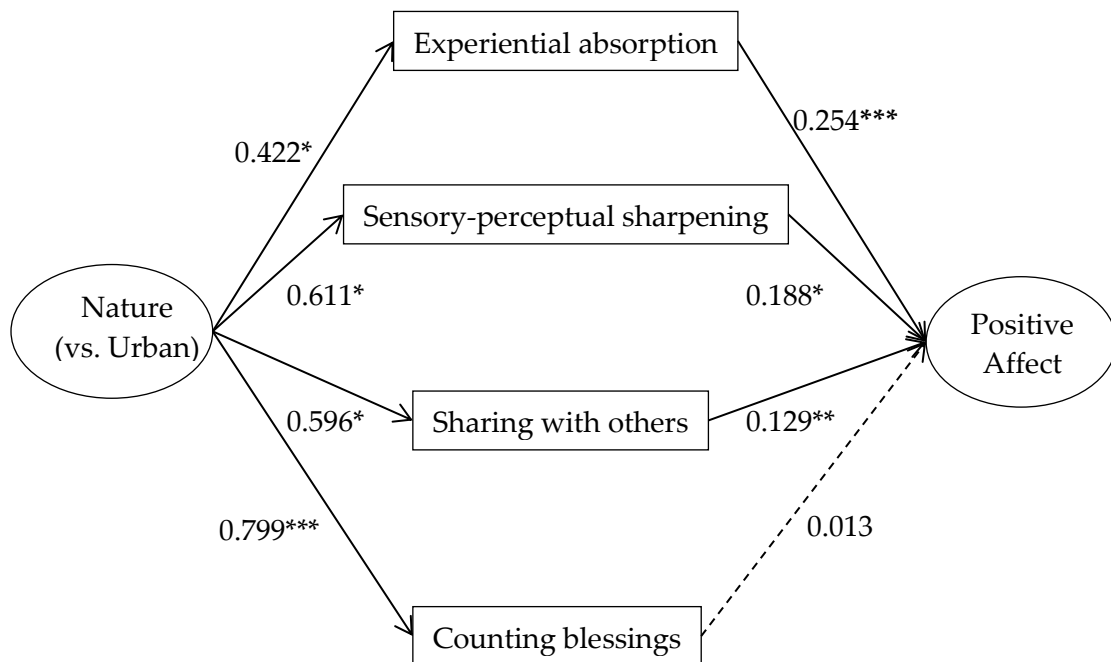 Experiential absorption
0.254***
0.422*
Sensory-perceptual sharpening
0.611*
0.188*
Nature
(vs. Urban)
Positive
Affect
0.596*
Sharing with others
0.129**
0.799***
0.013
Counting blessings